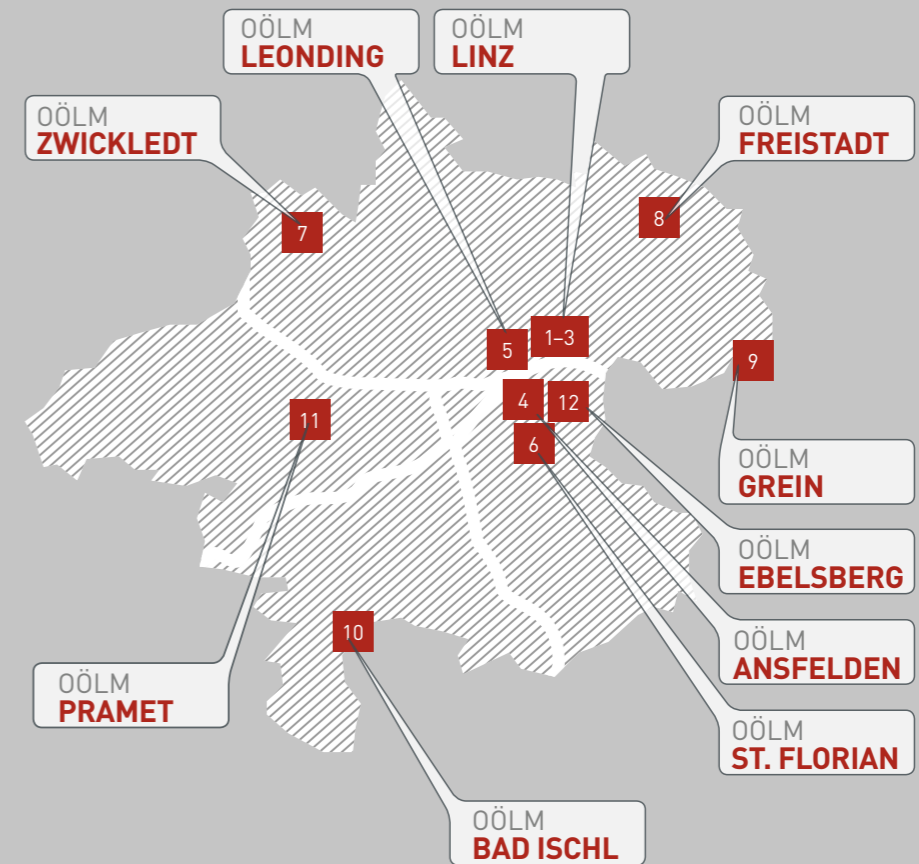 OÖLM
LEONDING
OÖLM
LINZ
OÖLM
ZWICKLEDT
OÖLM
FREISTADT
7
8
5
1–3
9
4
12
11
6
OÖLM
GREIN
OÖLM
EBELSBERG
10
OÖLM
ANSFELDEN
OÖLM
PRAMET
OÖLM
ST. FLORIAN
OÖLM
BAD ISCHL